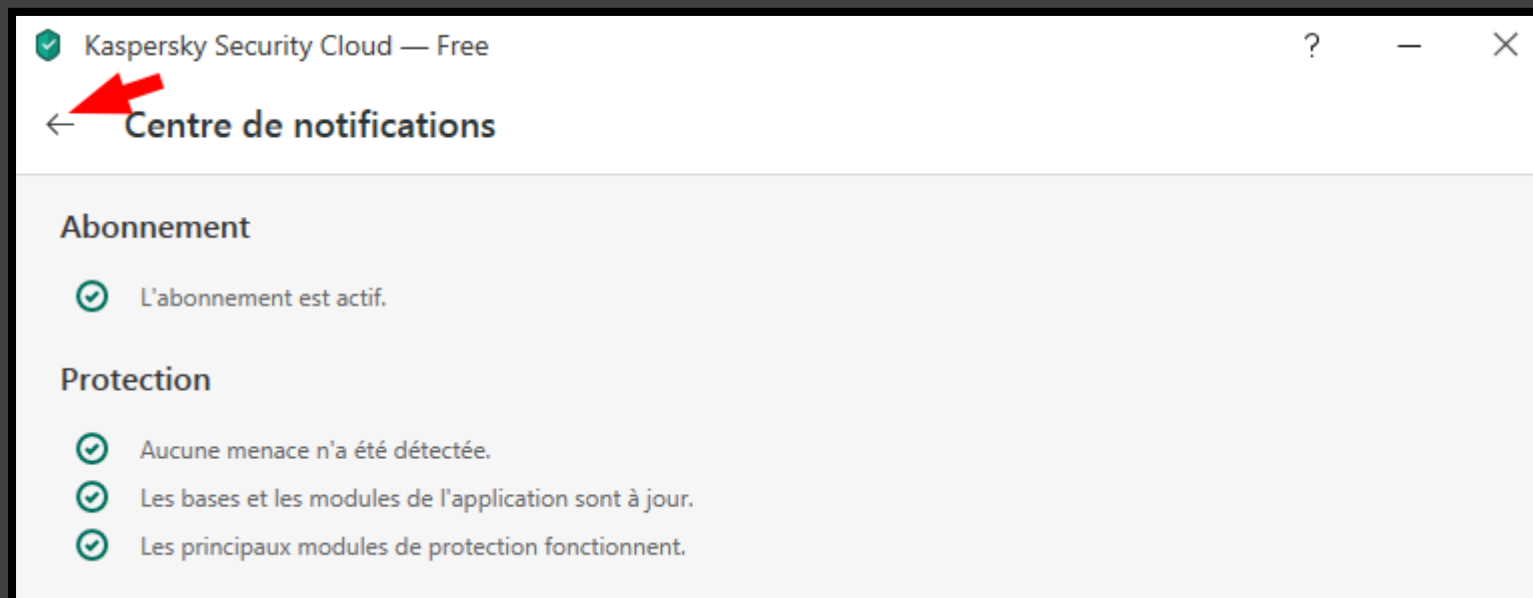 Kaspersky Security Cloud — Free
Centre de notifications
Abonnement
L'abonnement est actif.
Protection
Aucune menace n'a été détectée.
Les bases et les modules de l'application sont à jour.
Les principaux modules de protection fonctionnent.